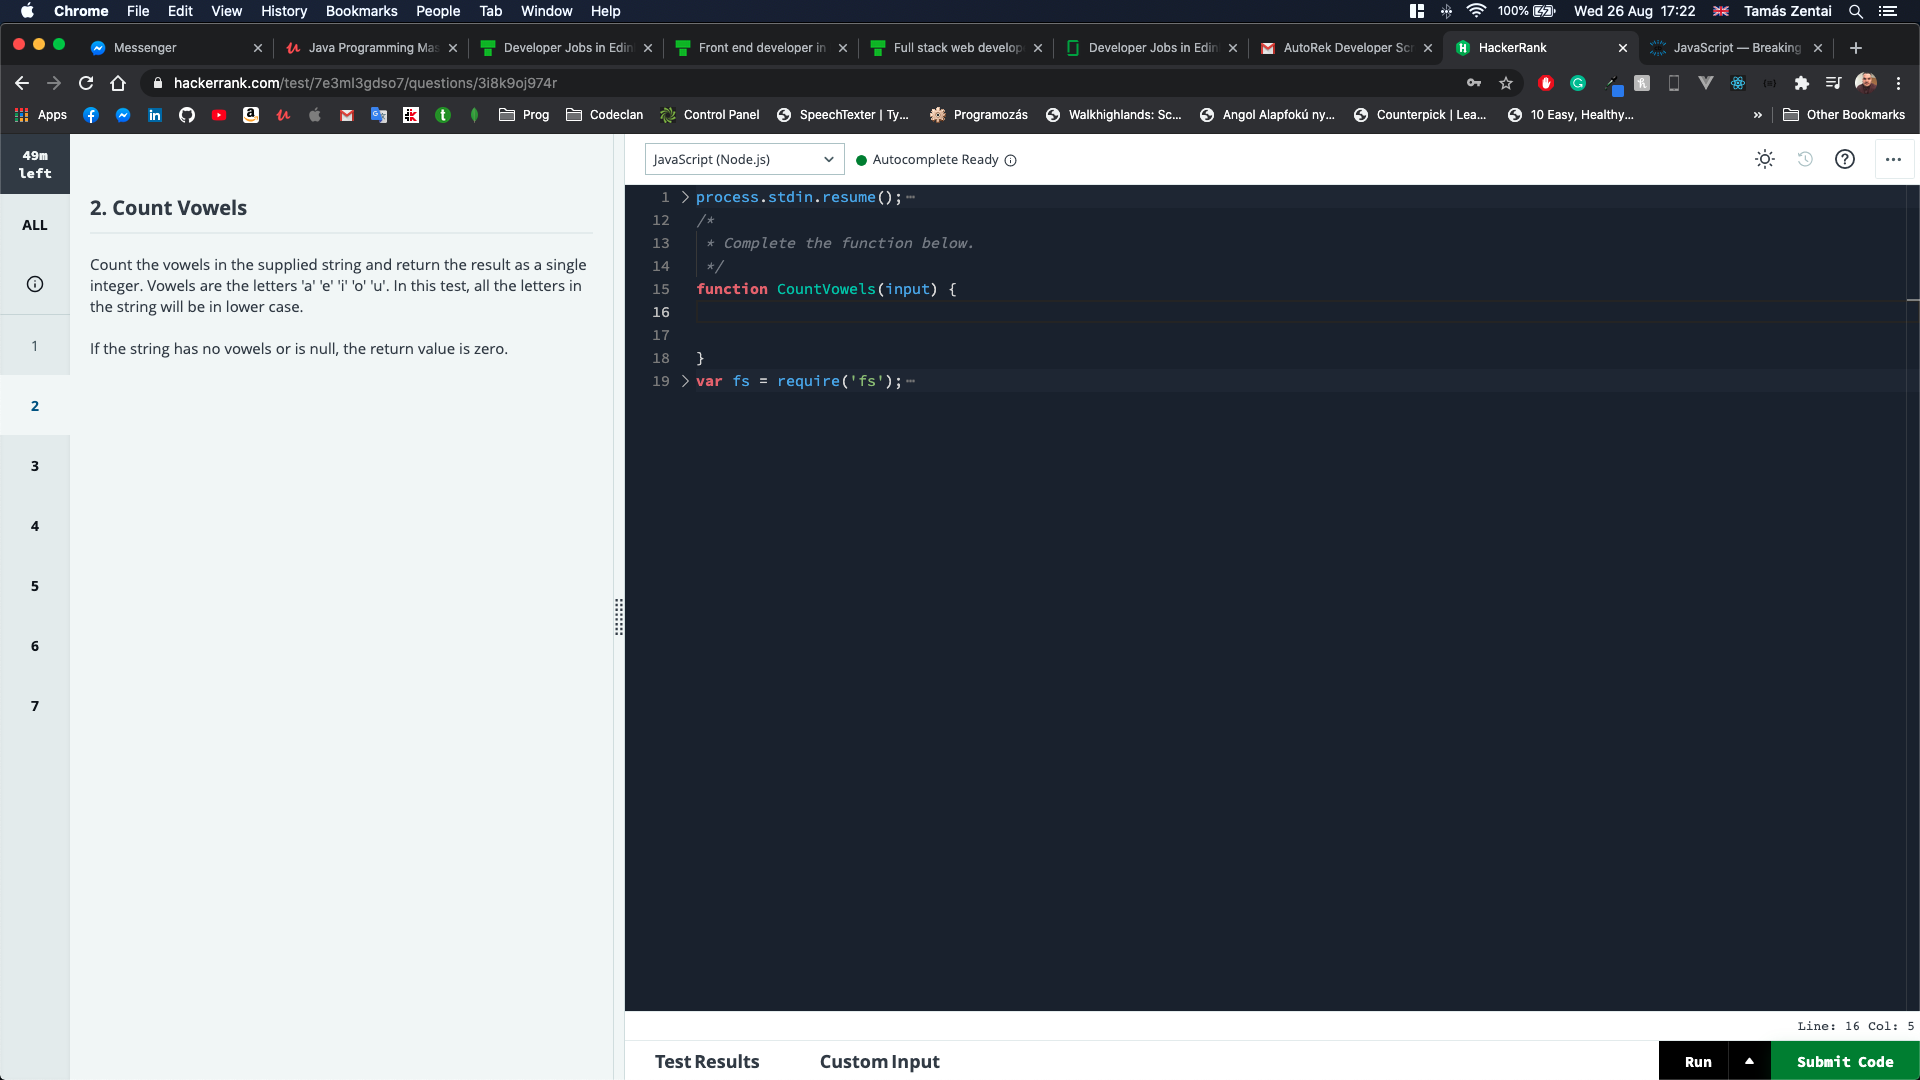 Chrome File Edit View History Bookmarks People Tab Window Help 100% Wed 26 Aug 17:22 Tamás Zentai
Messenger Java Programming Mas Developer Jobs in Edin Front end developer in Full stack web develop Developer Jobs in Edin AutoRek Developer Scr HackerRank JavaScript — Breaking
hackerrank.com/test/7e3ml3gdso7/questions/3i8k9oj974r
Apps Prog Codeclan Control Panel SpeechTexter | Ty... Programozás Walkhighlands: Sc... Angol Alapfokú ny... Counterpick | Lea... 10 Easy, Healthy... » Other Bookmarks
49m
left
ALL
1
2
3
4
5
6
7
2. Count Vowels
Count the vowels in the supplied string and return the result as a single
integer. Vowels are the letters 'a' 'e' 'i' 'o' 'u'. In this test, all the letters in
the string will be in lower case.
If the string has no vowels or is null, the return value is zero.
JavaScript (Node.js) Autocomplete Ready
1 process.stdin.resume();
12 /*
13 * Complete the function below.
14 */
15 function CountVowels(input) {
16
17
18 }
19 var fs = require('fs');
Line: 16 Col: 5
Test Results Custom Input Run Submit Code